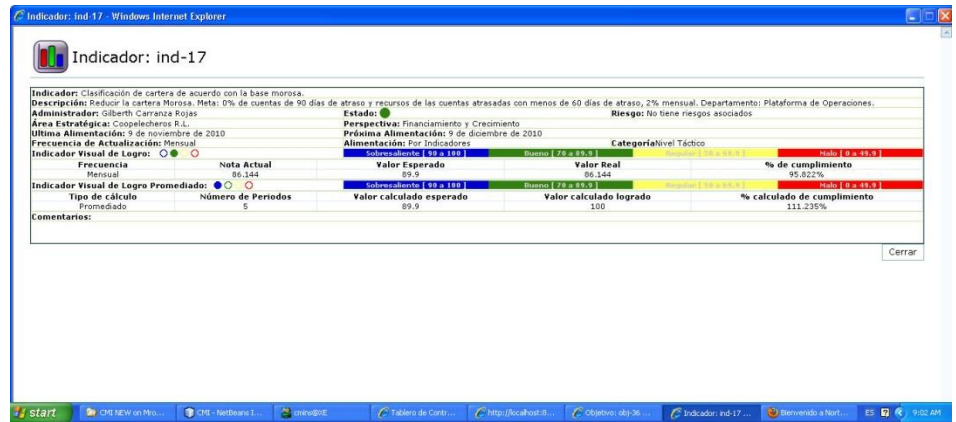 Indicador: ind-17 - Windows Internet Explorer
Indicador: ind-17
Indicador: Clasificación de cartera de acuerdo con la base morosa.
Descripción: Reducir la cartera Morosa. Meta: 0% de cuentas de 90 días de atraso y recursos de las cuentas atrasadas con menos de 60 días de atraso, 2% mensual. Departamento: Plataforma de Operaciones.
Administrador: Gilberth Carranza Rojas Estado: Riesgo: No tiene riesgos asociados
Área Estratégica: Coopelecheros R.L. Perspectiva: Financiamiento y Crecimiento
Ultima Alimentación: 9 de noviembre de 2010 Próxima Alimentación: 9 de diciembre de 2010
Frecuencia de Actualización: Mensual Alimentación: Por Indicadores CategoríaNivel Táctico
Indicador Visual de Logro: Sobresaliente [ 90 a 100 ] Bueno [ 70 a 89.9 ] Regular [ 50 a 69.9 ] Malo [ 0 a 49.9 ]
Frecuencia Nota Actual Valor Esperado Valor Real % de cumplimiento
Mensual 86.144 89.9 86.144 95.822%
Indicador Visual de Logro Promediado: Sobresaliente [ 90 a 100 ] Bueno [ 70 a 89.9 ] Regular [ 50 a 69.9 ] Malo [ 0 a 49.9 ]
Tipo de cálculo Número de Periodos Valor calculado esperado Valor calculado logrado % calculado de cumplimiento
Promediado 5 89.9 100 111.235%
Comentarios:
Cerrar
start CMI NEW on Mro... CMI - NetBeans I... cmins@XE Tablero de Contr... http://localhost:8... Objetivo: obj-36 ... Indicador: ind-17 ... Bienvenido a Nort... ES 9:02 AM